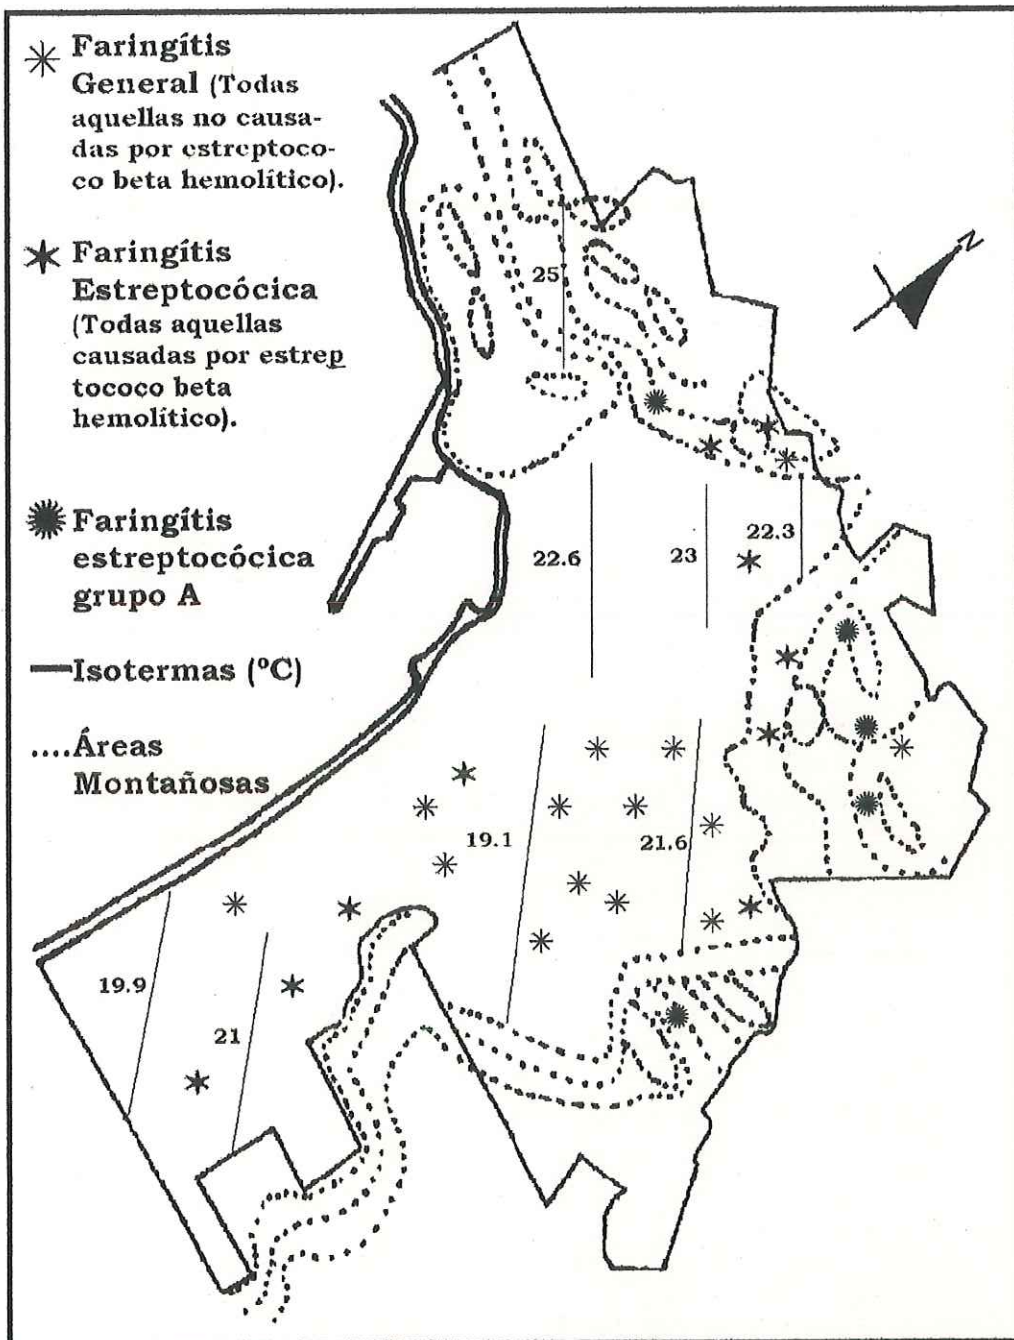 Faringítis
General (Todas
aquellas no causa-
das por estreptoco-
co beta hemolítico).
Faringítis
Estreptocócica
(Todas aquellas
causadas por estrep
tococo beta
hemolítico).
Faringítis
estreptocócica
grupo A
Isotermas (ºC)
....Áreas
Montañosas
N
25
22.6
23
22.3
19.1
21.6
19.9
21